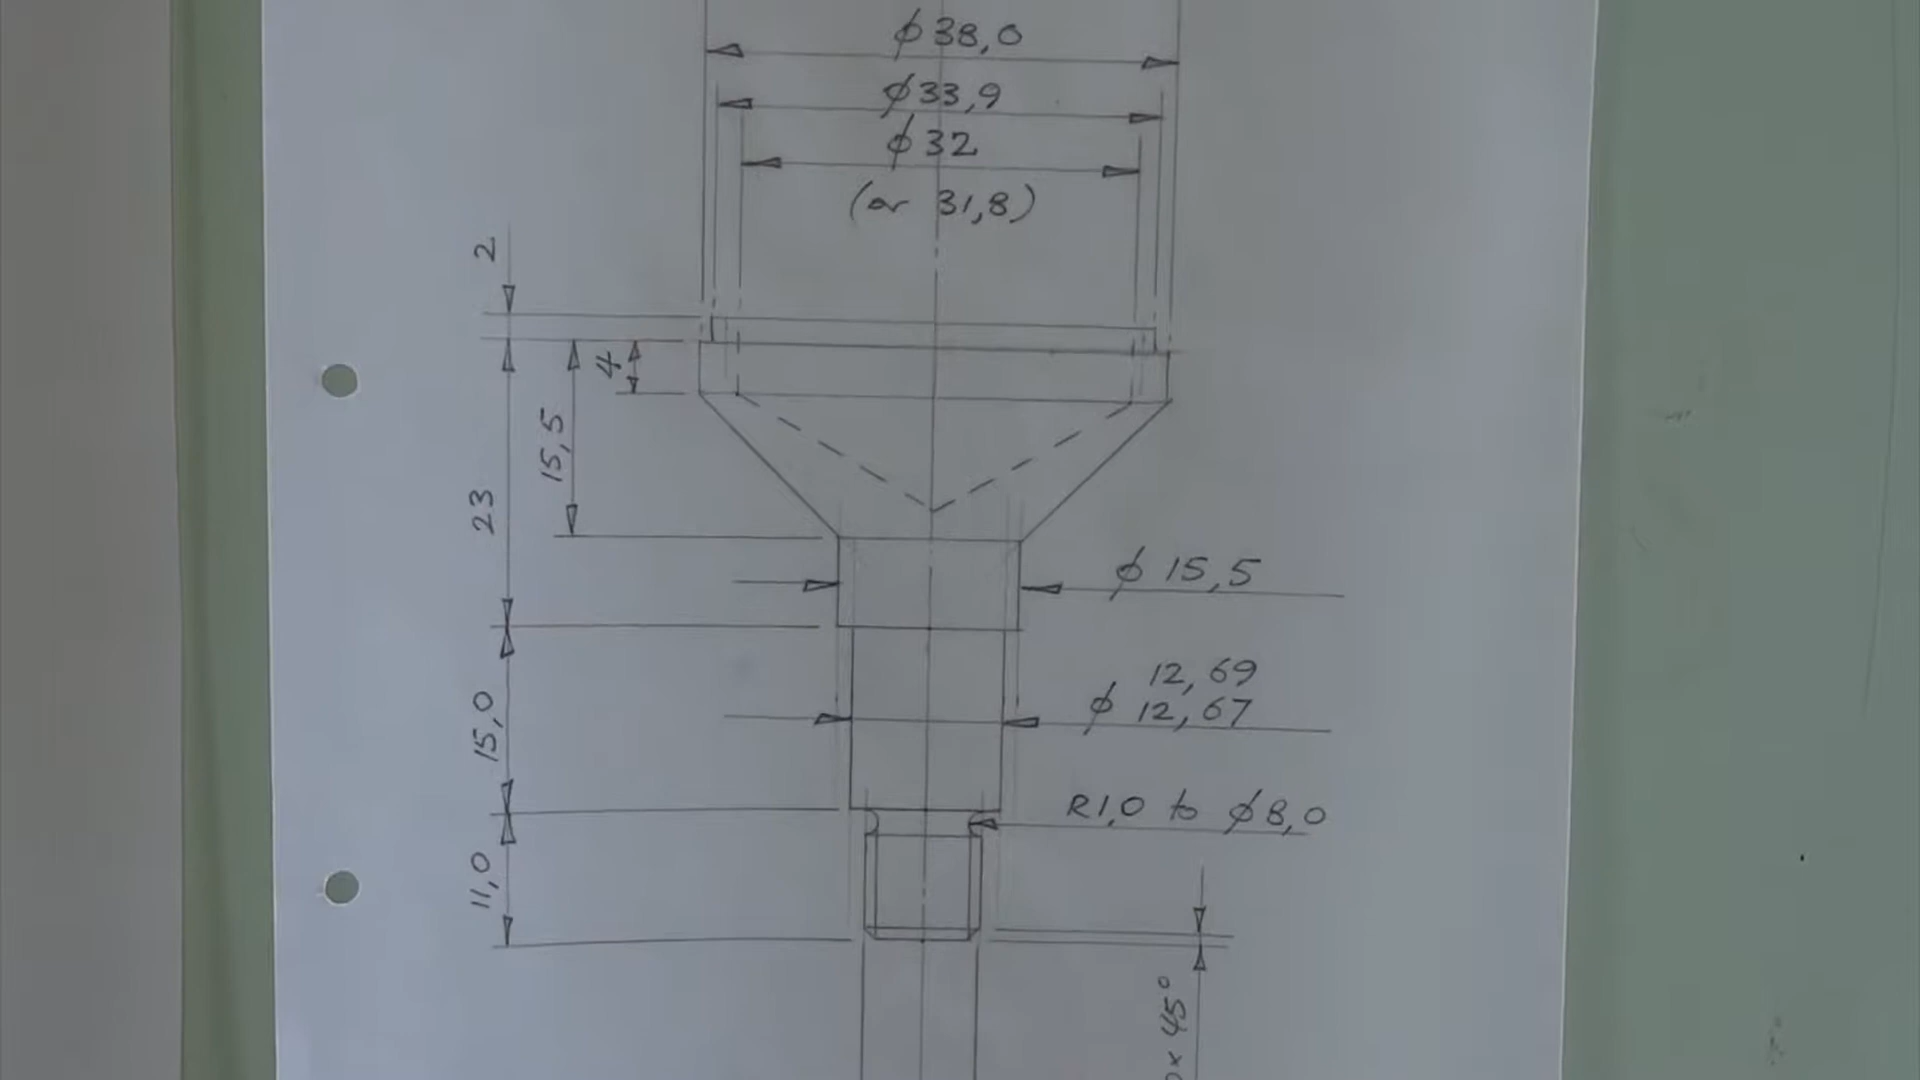 ϕ38,0
ϕ33,9
ϕ32
(or 31,8)
2
4
15,5
23
ϕ 15,5
12,69
ϕ 12,67
15,0
R1,0 to ϕ8,0
11,0
x 45°